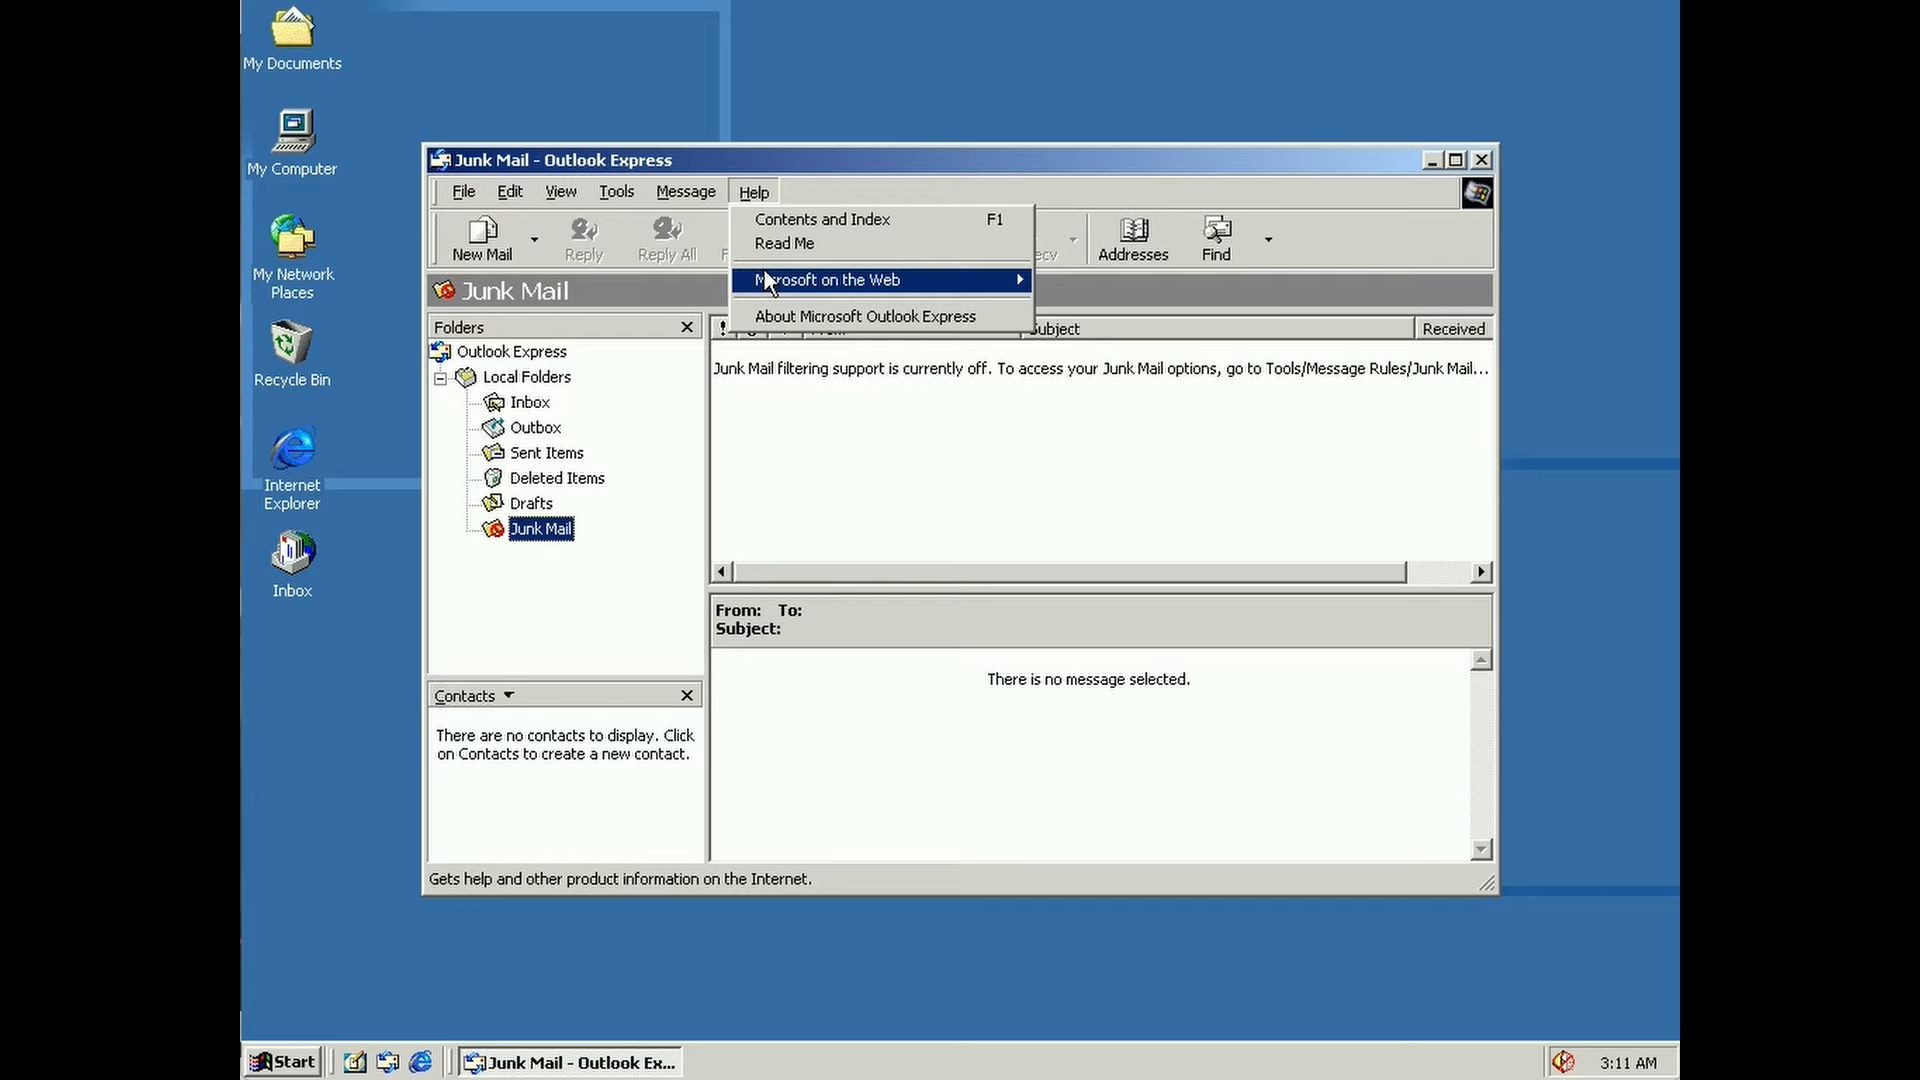 My Documents
My Computer
My Network
Places
Recycle Bin
Internet
Explorer
Inbox
Junk Mail - Outlook Express
File Edit View Tools Message Help
New Mail Reply Reply All Addresses Find
Contents and Index F1
Read Me
Microsoft on the Web
About Microsoft Outlook Express
Junk Mail
Folders
Outlook Express
Local Folders
Inbox
Outbox
Sent Items
Deleted Items
Drafts
Junk Mail
! Subject Received
Junk Mail filtering support is currently off. To access your Junk Mail options, go to Tools/Message Rules/Junk Mail...
From: To:
Subject:
There is no message selected.
Contacts
There are no contacts to display. Click
on Contacts to create a new contact.
Gets help and other product information on the Internet.
Start
Junk Mail - Outlook Ex...
3:11 AM